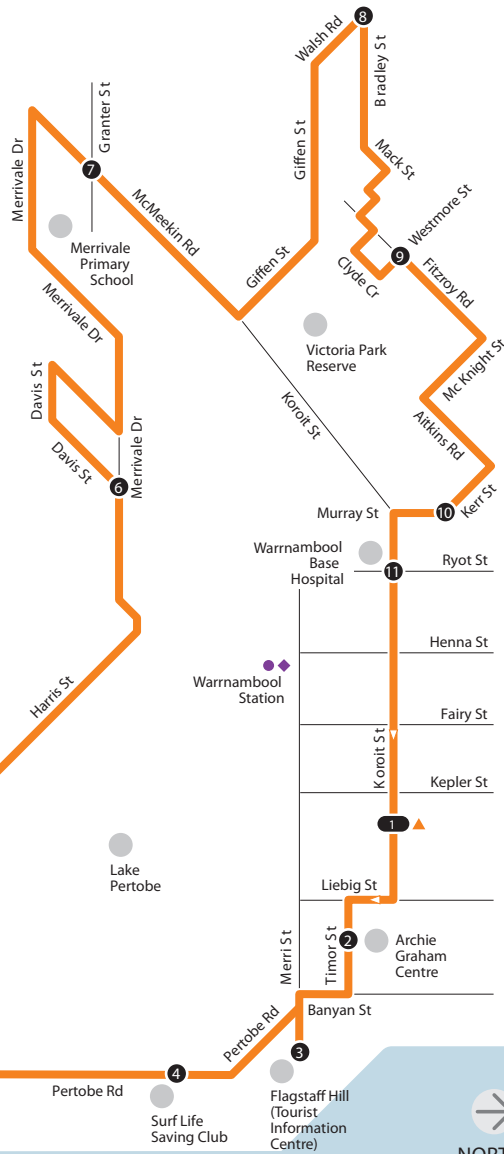 8
Walsh Rd
Bradley St
Granter St
Merrivale Dr
Giffen St
Mack St
7
McMeekin Rd
Westmore St
Merrivale
Primary
School
9
Giffen St
Clyde Cr
Fitzroy Rd
Merrivale Dr
Victoria Park
Reserve
Mc Knight St
Davis St
Koroit St
Merrivale Dr
Aitkins Rd
Davis St
6
Kerr St
Murray St
10
Warrnambool
Base
Hospital
11
Ryot St
Henna St
Warrnambool
Station
Harris St
Fairy St
Koroit St
Kepler St
1
Lake
Pertobe
Liebig St
Merri St
Timor St
2
Archie
Graham
Centre
Banyan St
Pertobe Rd
3
4
Pertobe Rd
Flagstaff Hill
(Tourist
Information
Centre)
Surf Life
Saving Club